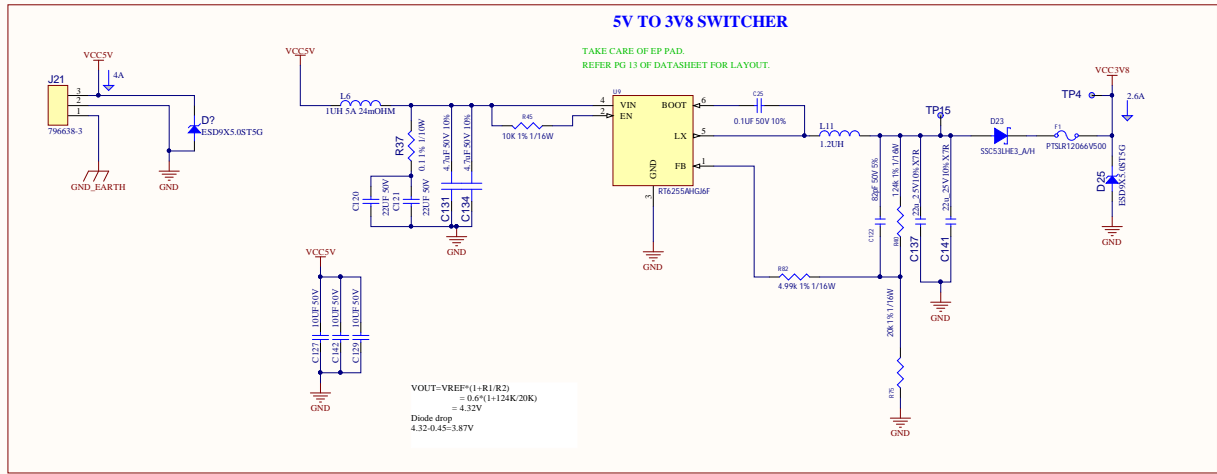 5V TO 3V8 SWITCHER
TAKE CARE OF EP PAD.
REFER PG 13 OF DATASHEET FOR LAYOUT.
VCC5V
4A
J21
3
2
1
796638-3
GND_EARTH
D?
ESD9X5.0ST5G
GND
VCC5V
L6
1UH 5A 24mOHM
R37
0.1 1% 1/10W
C120
22UF 50V
C121
22UF 50V
4.7uF 50V 10%
C131
4.7uF 50V 10%
C134
GND
R45
10K 1% 1/16W
U9
4
VIN
2
EN
BOOT
6
LX
5
FB
1
GND
3
RT6255AHGJ6F
GND
C25
0.1UF 50V 10%
L11
1.2UH
82pF 50V 5%
C122
124k 1% 1/16W
R40
22u_25V10% X7R
C137
22u_25V10% X7R
C141
GND
TP15
D23
SSC53LHE3_A/H
F1
PTSLR12066V500
VCC3V8
TP4
2.6A
D25
ESD9X5.0ST5G
GND
R82
4.99k 1% 1/16W
20k 1% 1/16W
R75
GND
VCC5V
10UF 50V
C127
10UF 50V
C142
10UF 50V
C129
GND
VOUT=VREF*(1+R1/R2)
= 0.6*(1+124K/20K)
= 4.32V
Diode drop
4.32-0.45=3.87V